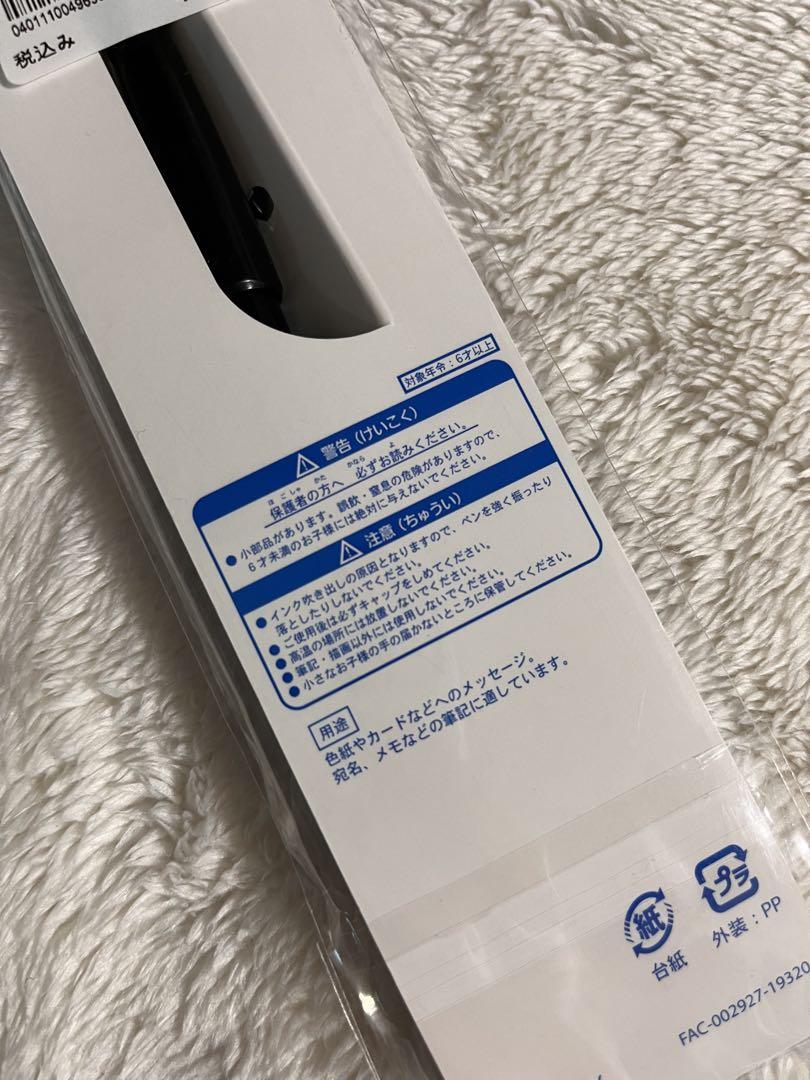 税込み
対象年令：6才以上
警告（けいこく）
保護者の方へ 必ずお読みください。
●小部品があります。誤飲・窒息の危険がありますので、
6才未満のお子様には絶対に与えないでください。
注意（ちゅうい）
●インク吹き出しの原因となりますので、ペンを強く振ったり
落としたりしないでください。
●ご使用後は必ずキャップをしめてください。
●高温の場所には放置しないでください。
●筆記・描画以外には使用しないでください。
●小さなお子様の手の届かないところに保管してください。
用途
色紙やカードなどへのメッセージ。
宛名、メモなどの筆記に適しています。
紙 プラ
台紙 外装：PP
FAC-002927-19320